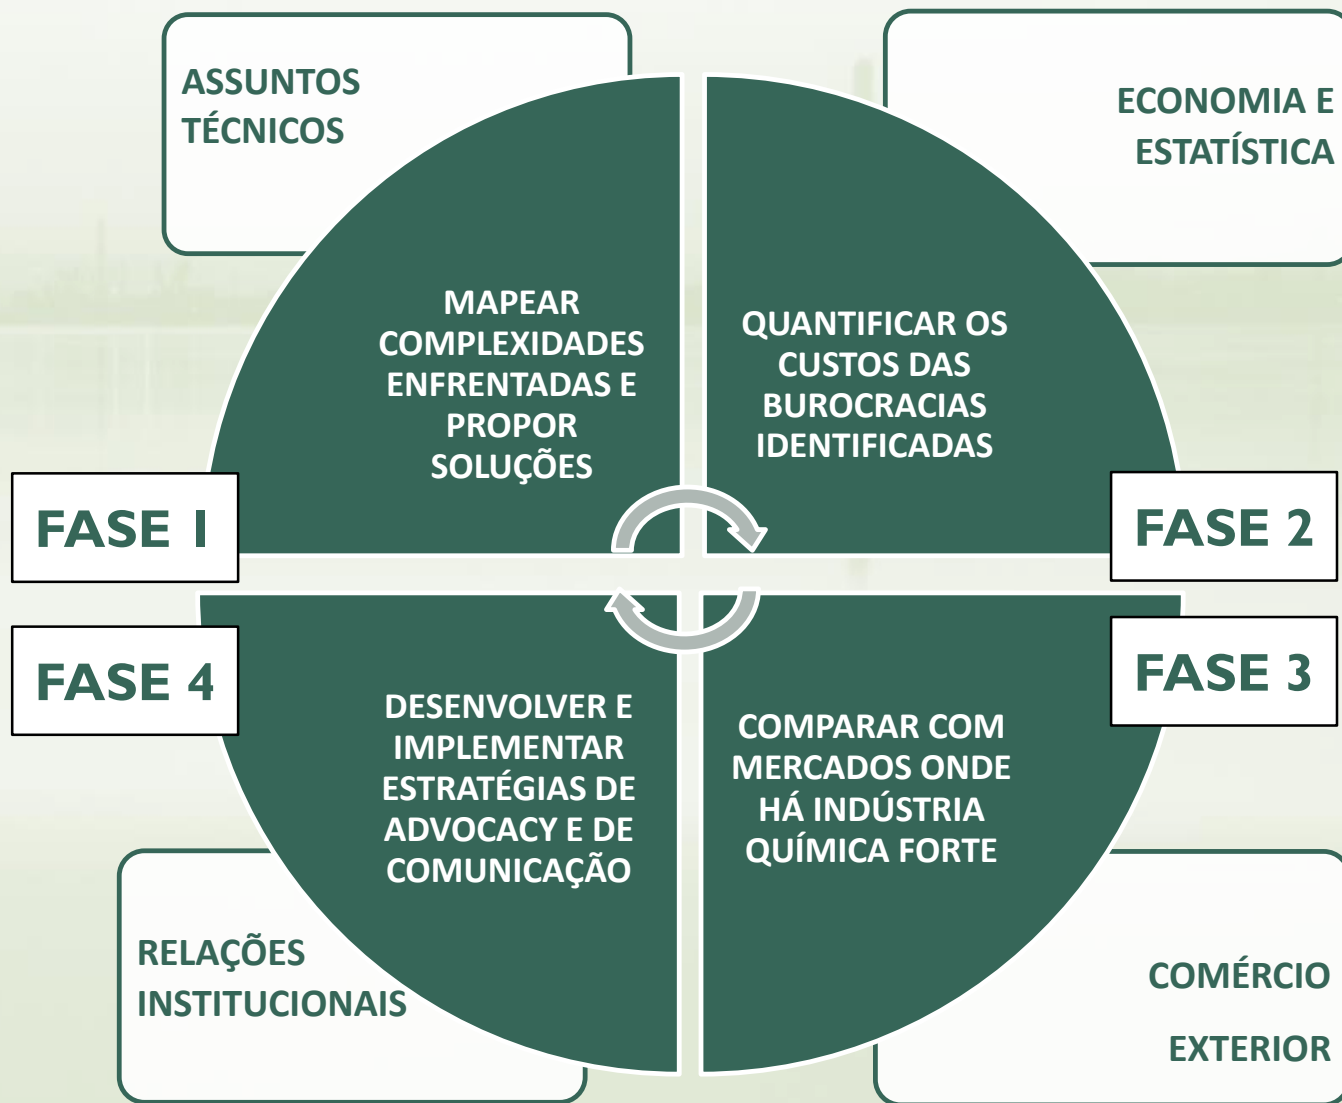 ASSUNTOS
TÉCNICOS
ECONOMIA E
ESTATÍSTICA
MAPEAR
COMPLEXIDADES
ENFRENTADAS E
PROPOR
SOLUÇÕES
QUANTIFICAR OS
CUSTOS DAS
BUROCRACIAS
IDENTIFICADAS
FASE 1
FASE 2
FASE 4
FASE 3
DESENVOLVER E
IMPLEMENTAR
ESTRATÉGIAS DE
ADVOCACY E DE
COMUNICAÇÃO
COMPARAR COM
MERCADOS ONDE
HÁ INDÚSTRIA
QUÍMICA FORTE
RELAÇÕES
INSTITUCIONAIS
COMÉRCIO
EXTERIOR